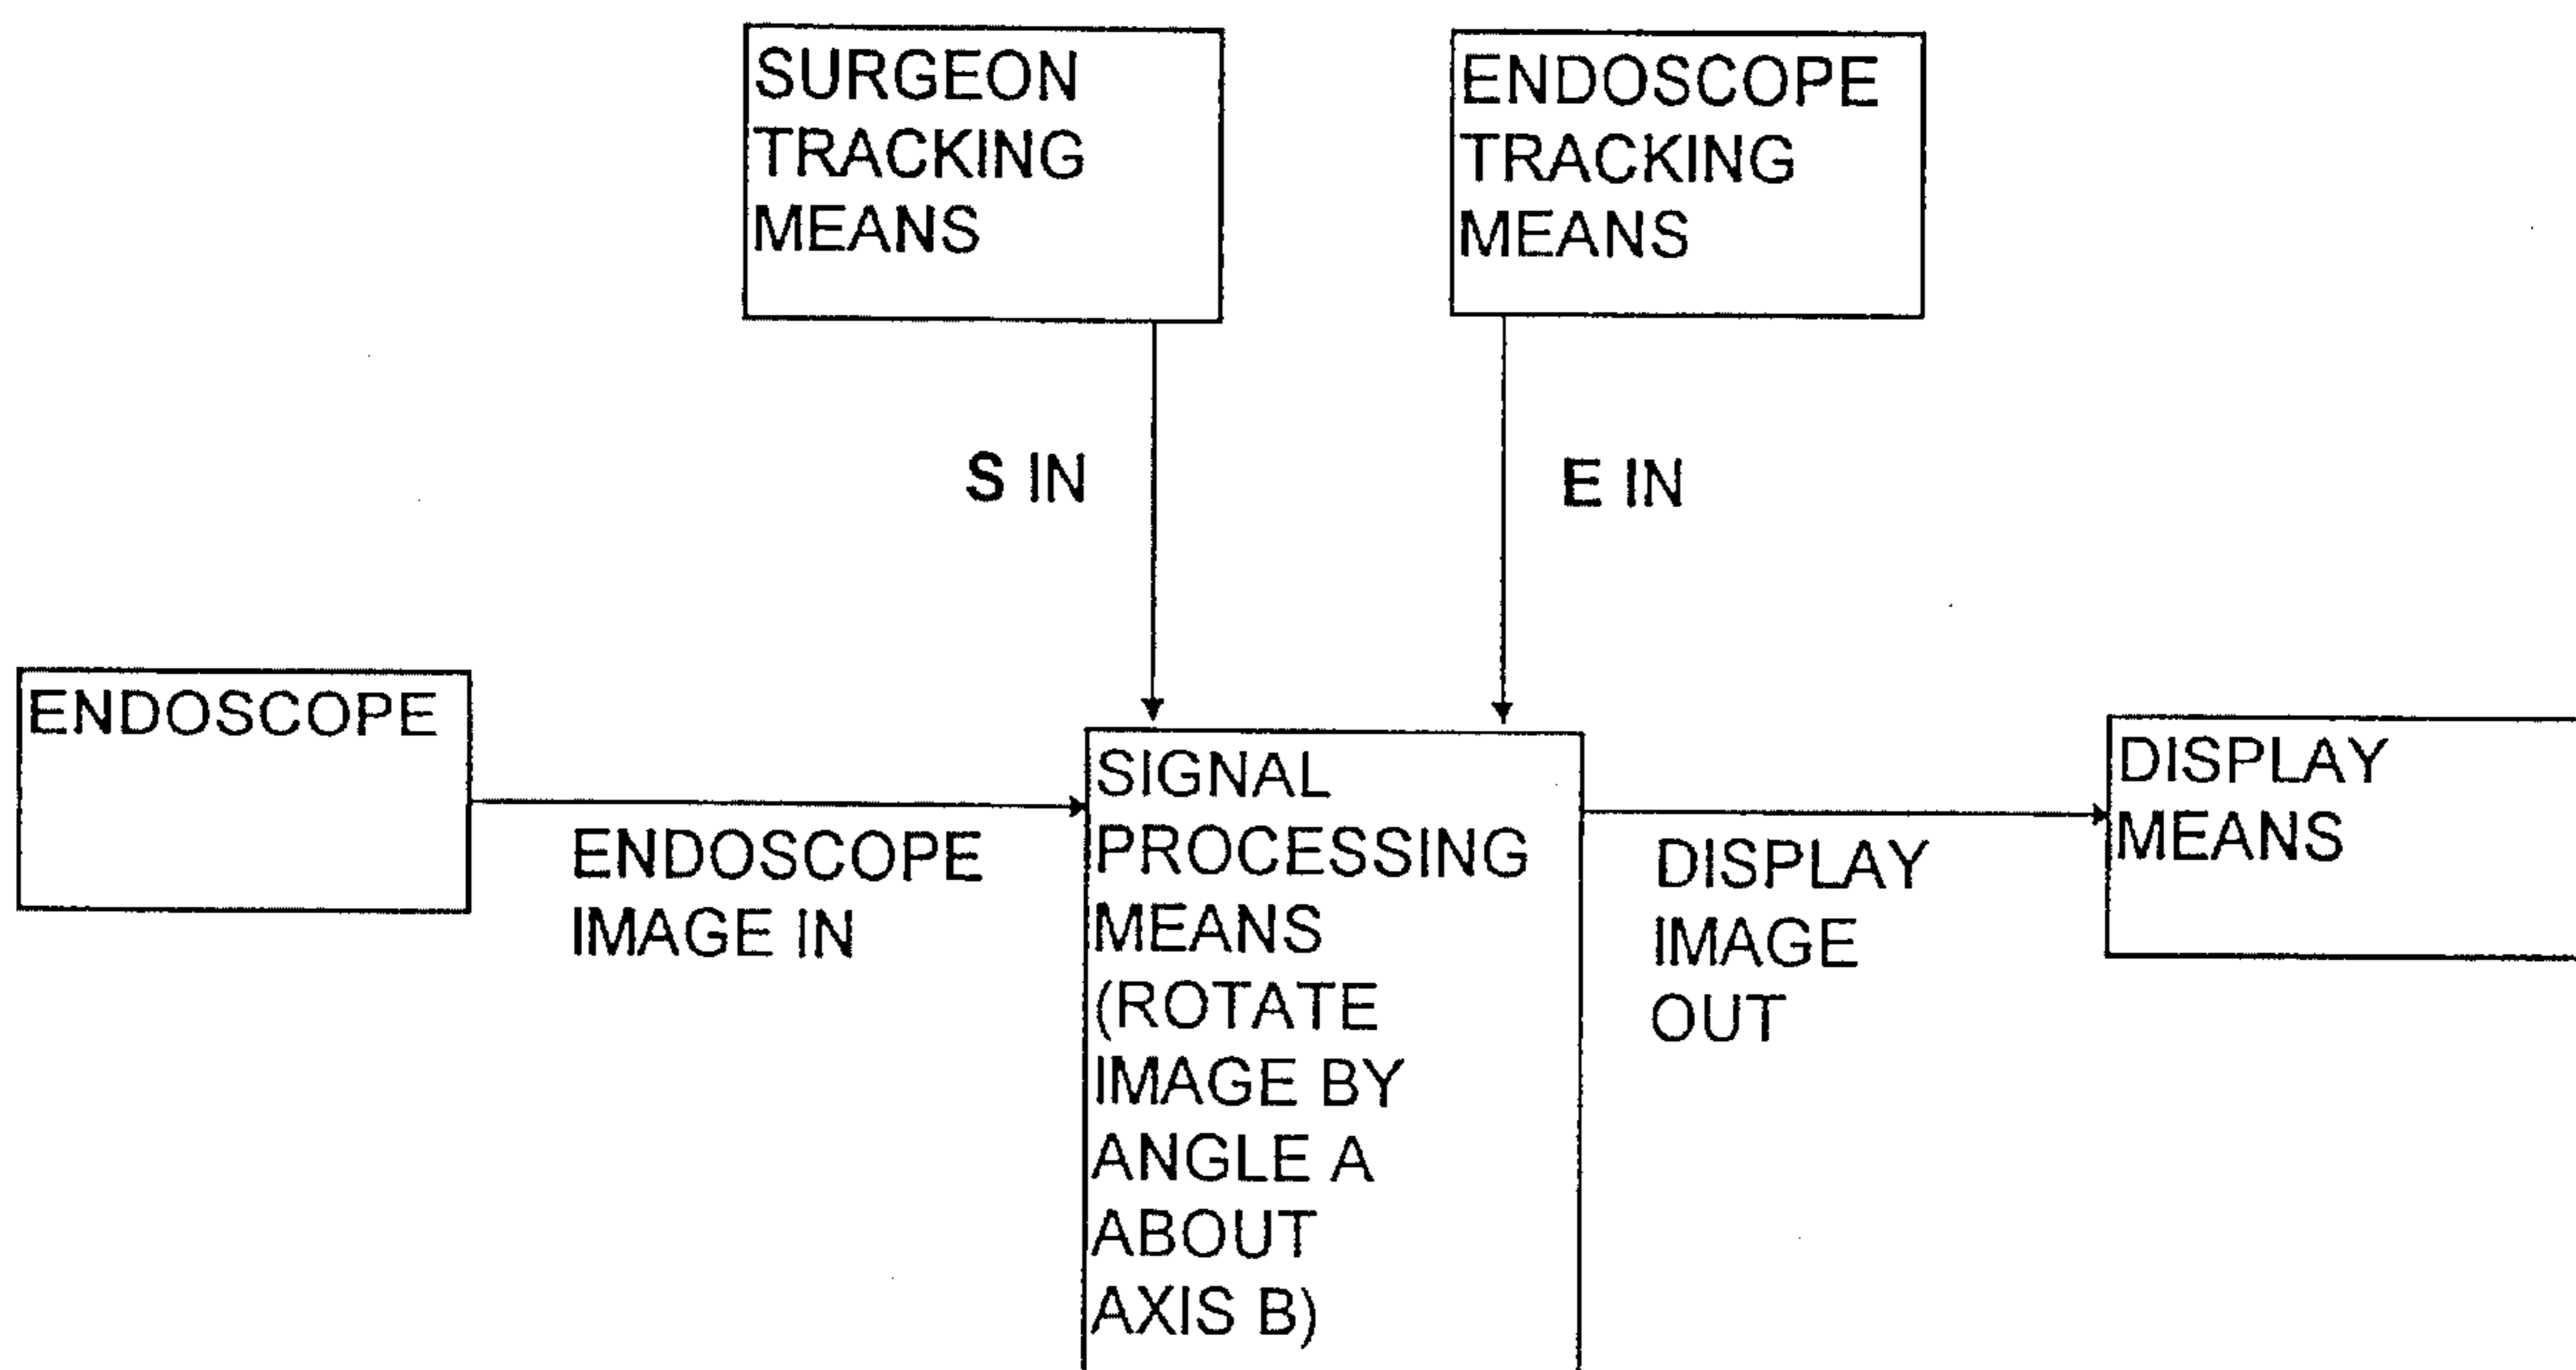 SURGEON
TRACKING
MEANS
ENDOSCOPE
TRACKING
MEANS
S IN
E IN
ENDOSCOPE
ENDOSCOPE
IMAGE IN
SIGNAL
PROCESSING
MEANS
(ROTATE
IMAGE BY
ANGLE A
ABOUT
AXIS B)
DISPLAY
IMAGE
OUT
DISPLAY
MEANS